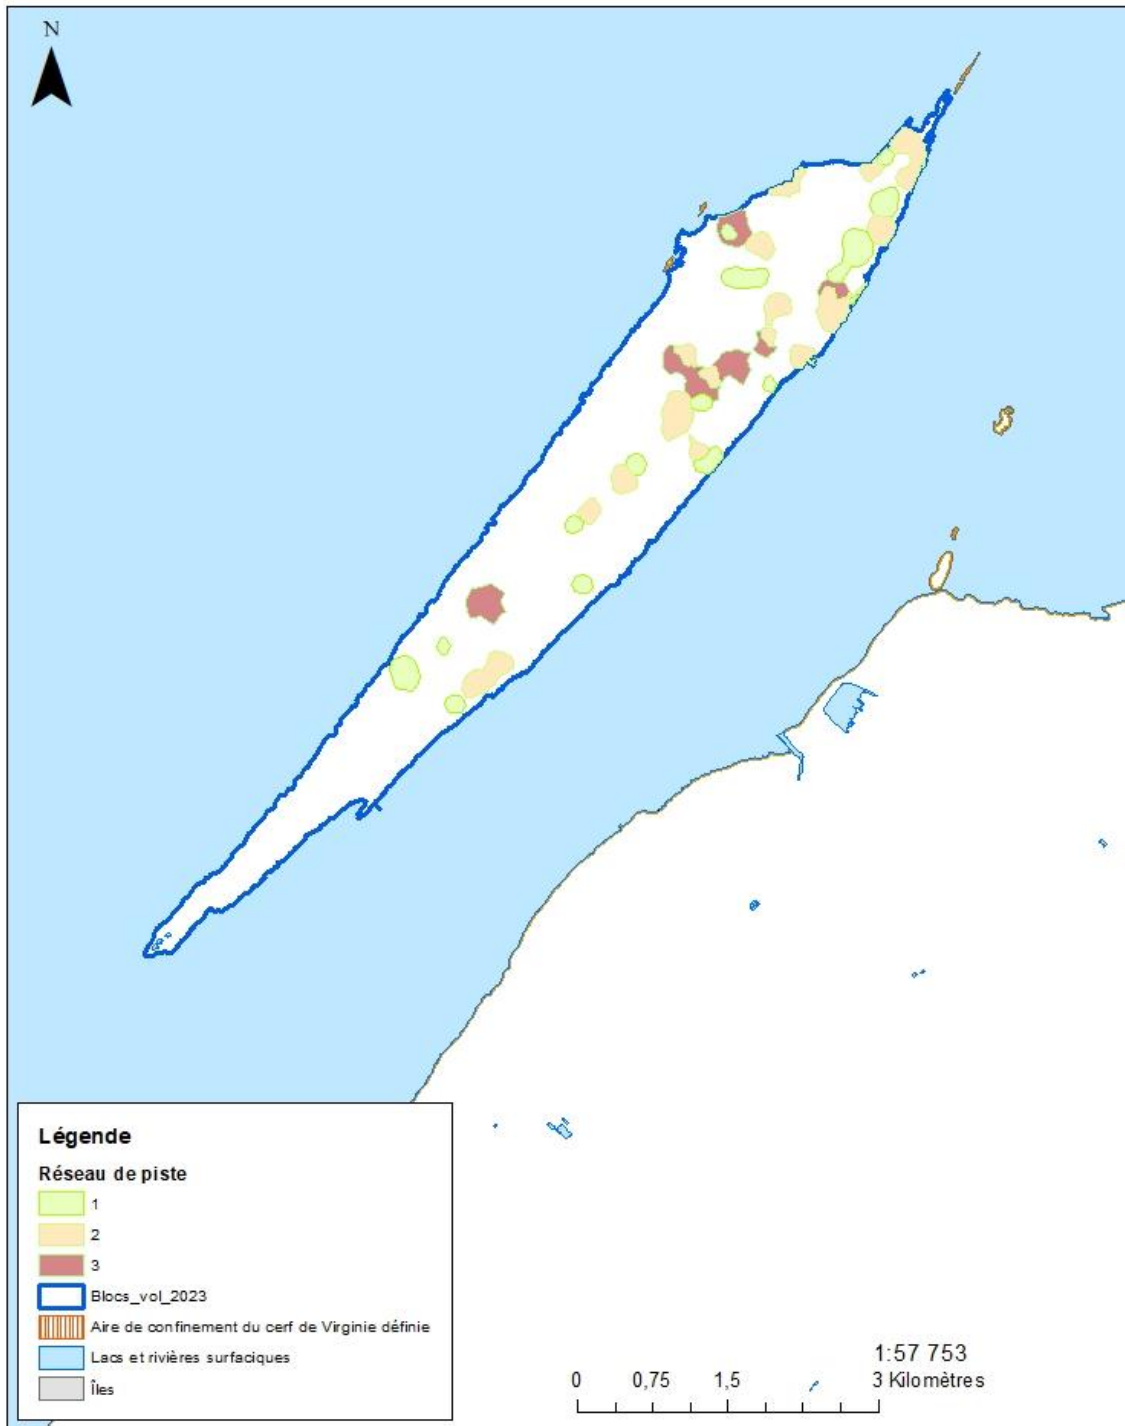 N
Légende
Réseau de piste
1
2
3
Blocs_vol_2023
Aire de confinement du cerf de Virginie définie
Lacs et rivières surfaciques
Îles
1:57 753
0 0,75 1,5 3 Kilomètres